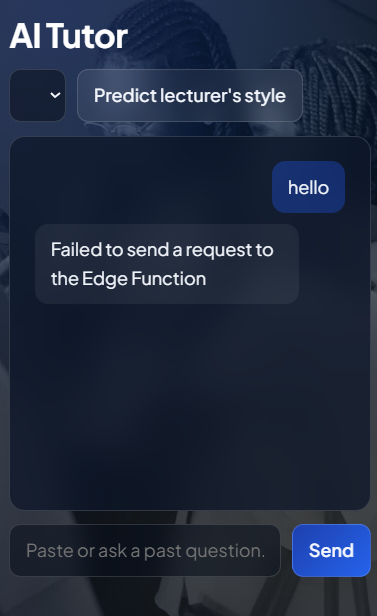 AI Tutor
Predict lecturer's style
hello
Failed to send a request to
the Edge Function
Paste or ask a past question.
Send